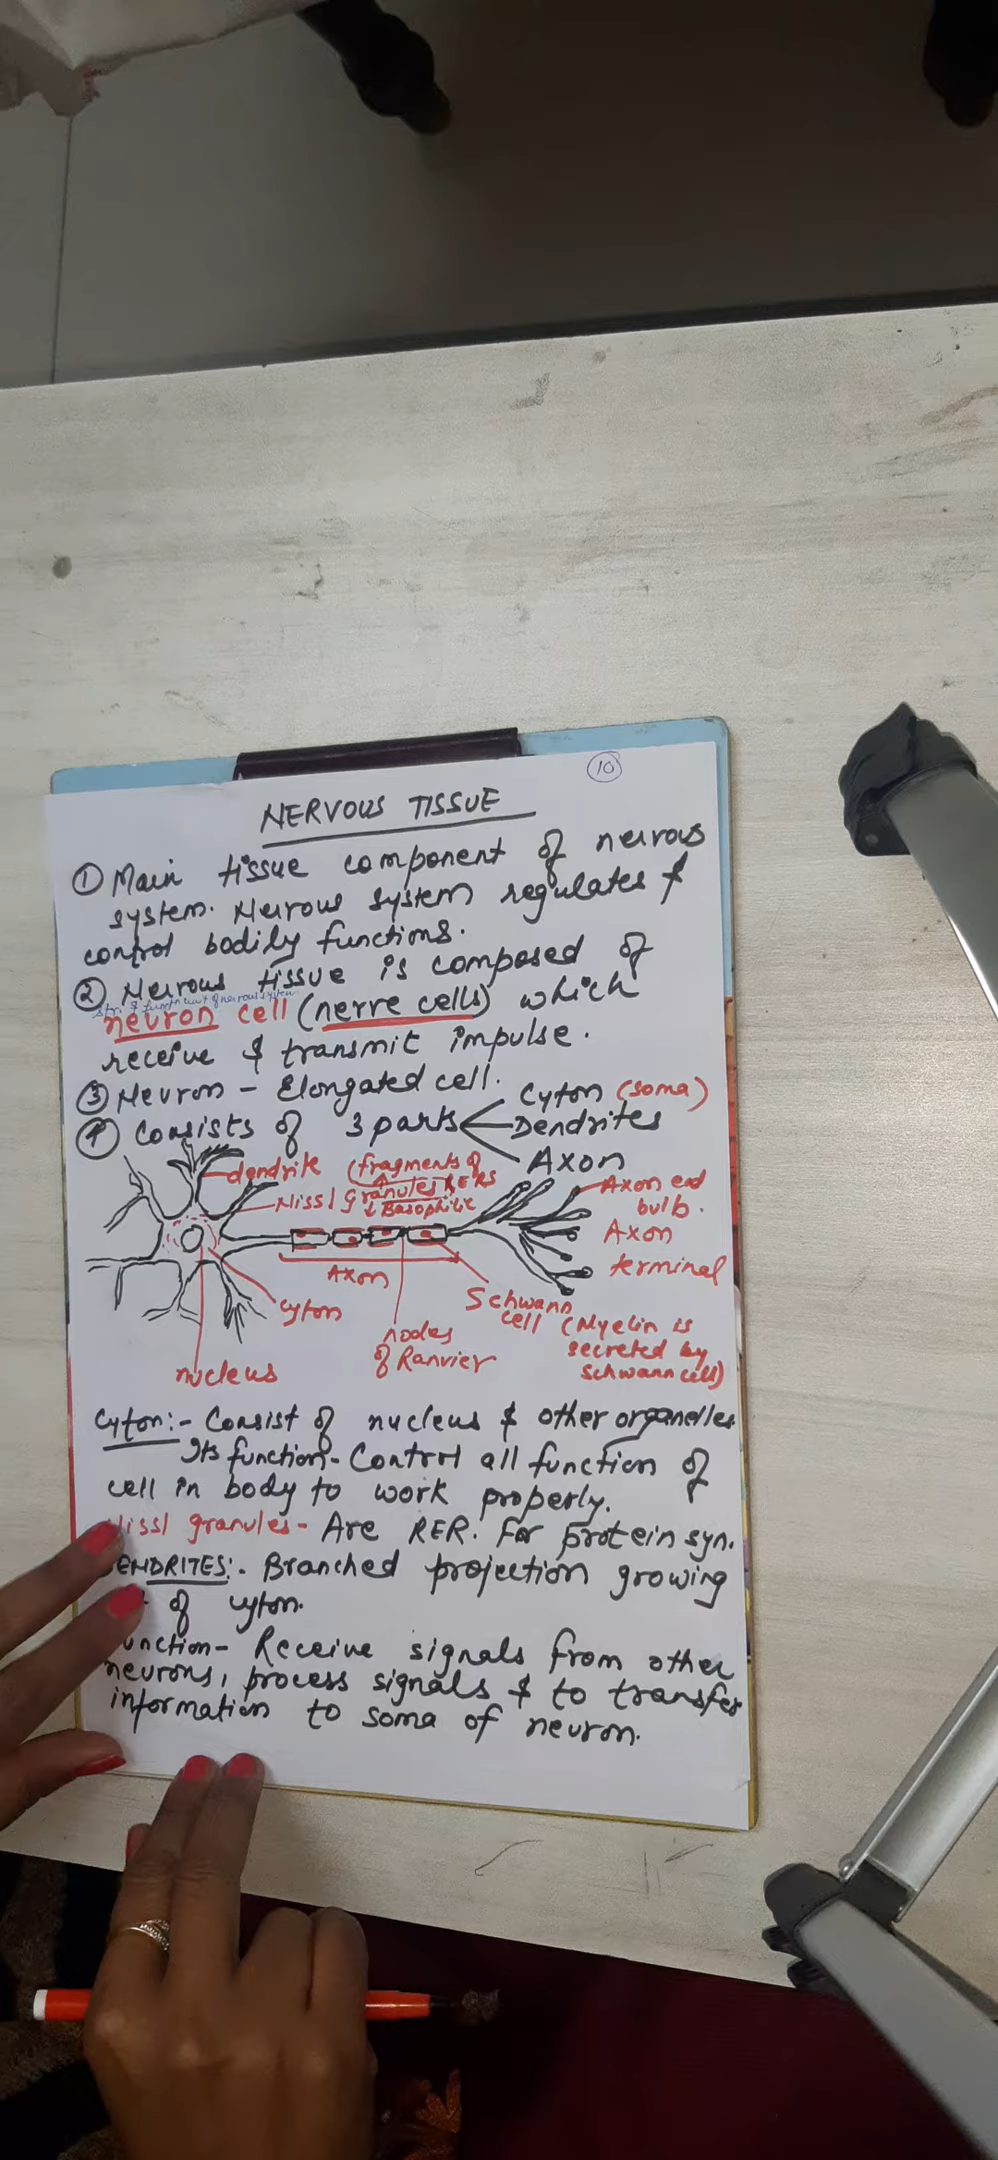 10
NERVOUS TISSUE
① Main tissue component of nervous
system. Nervous system regulates &
control bodily functions.
② Nervous tissue is composed of
neuron cell (nerve cells) which
receive & transmit impulse.
③ Neuron - Elongated cell.
④ Consists of 3 parts
Cyton (soma)
Dendrites
Axon
dendrite
(fragments of
RERs
Nissl granules
Basophilic
Axon end
bulb.
Axon
terminal
Axon
cyton
nucleus
nodes
of Ranvier
Schwann
cell (Myelin is
secreted by
Schwann cell)
Cyton:- Consist of nucleus & other organelles
Its function- Control all function of
cell in body to work properly.
Nissl granules- Are RER. For protein syn.
ENDRITES:- Branched projection growing
of cyton.
unction- Receive signals from other
neurons, process signals & to transfer
information to soma of neuron.